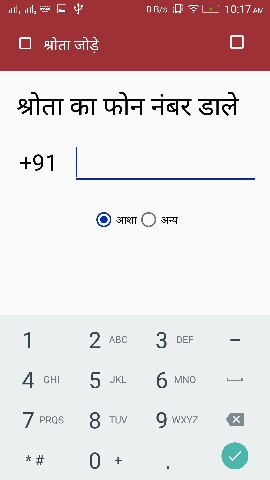 0 B/s 10:17 AM
श्रोता जोड़े
श्रोता का फोन नंबर डाले
+91
आशा अन्य
1 2 ABC 3 DEF -
4 GHI 5 JKL 6 MNO
7 PRQS 8 TUV 9 WXYZ
* # 0 + .